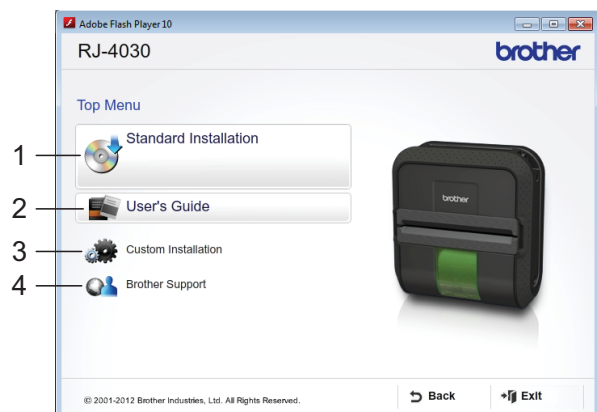 Adobe Flash Player 10
RJ-4030
brother
Top Menu
1
Standard Installation
2
User's Guide
3
Custom Installation
4
Brother Support
brother
© 2001-2012 Brother Industries, Ltd. All Rights Reserved.
Back
Exit